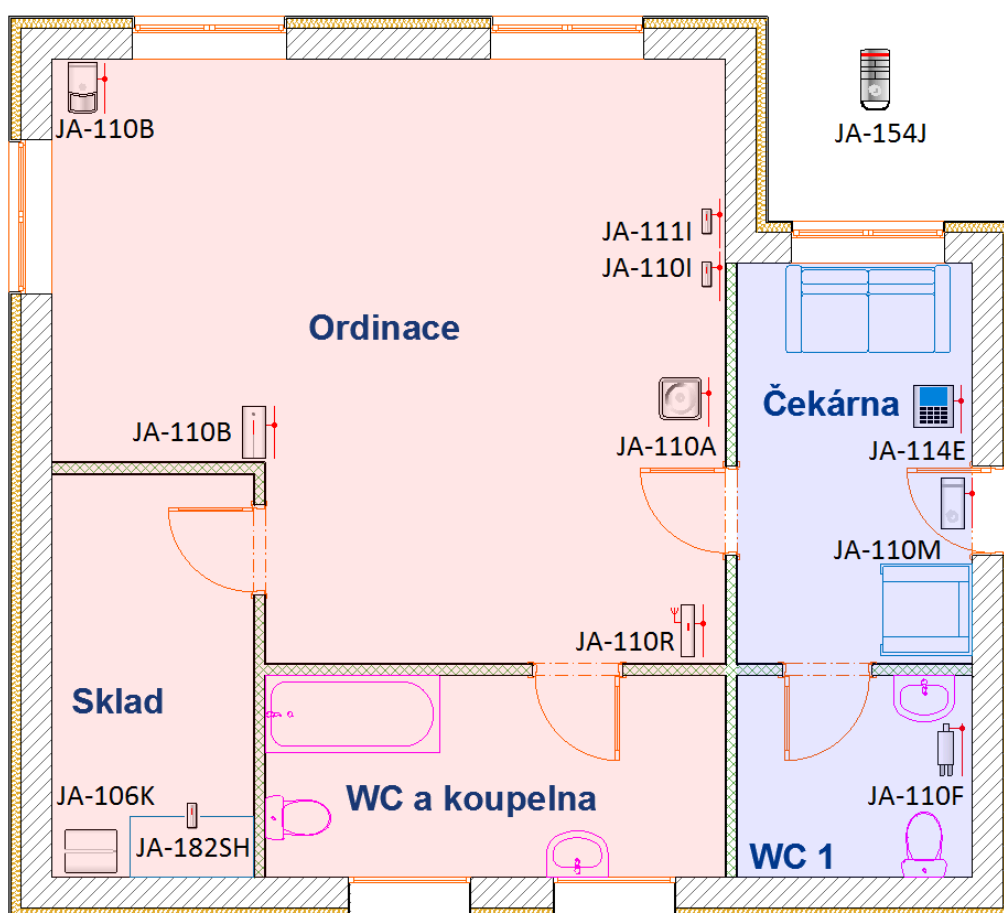 JA-110B
JA-154J
JA-111I
JA-110I
Ordinace
Čekárna
JA-110B
JA-110A
JA-114E
JA-110M
JA-110R
Sklad
WC a koupelna
JA-106K
JA-110F
JA-182SH
WC 1